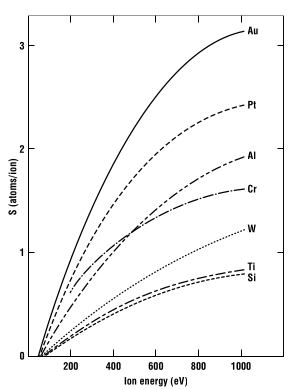 3
2
1
0
S (atoms/ion)
Au
Pt
Al
Cr
W
Ti
Si
200 400 600 800 1000
Ion energy (eV)